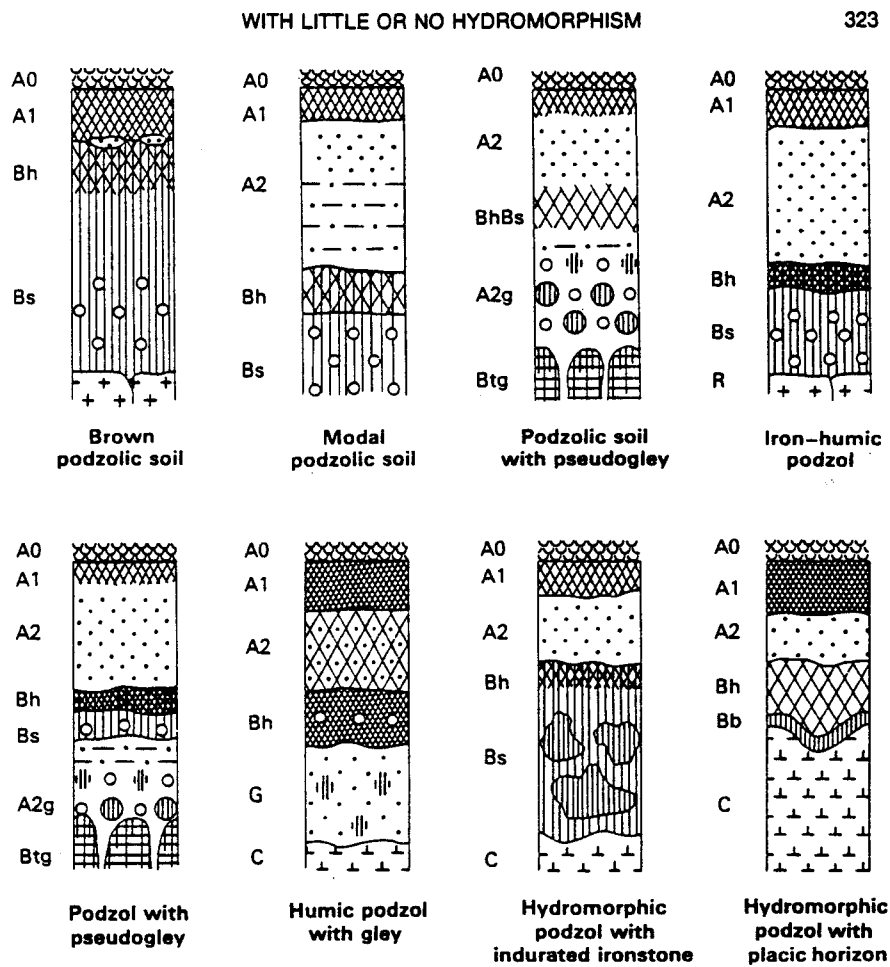 WITH LITTLE OR NO HYDROMORPHISM 323
A0
A1
Bh
Bs
Brown
podzolic soil
A0
A1
A2
Bh
Bs
Modal
podzolic soil
A0
A2
BhBs
A2g
Btg
Podzolic soil
with pseudogley
A0
A1
A2
Bh
Bs
R
Iron-humic
podzol
A0
A1
A2
Bh
Bs
A2g
Btg
Podzol with
pseudogley
A0
A1
A2
Bh
G
C
Humic podzol
with gley
A0
A1
A2
Bh
Bs
C
Hydromorphic
podzol with
indurated ironstone
A0
A1
A2
Bh
Bb
C
Hydromorphic
podzol with
placic horizon